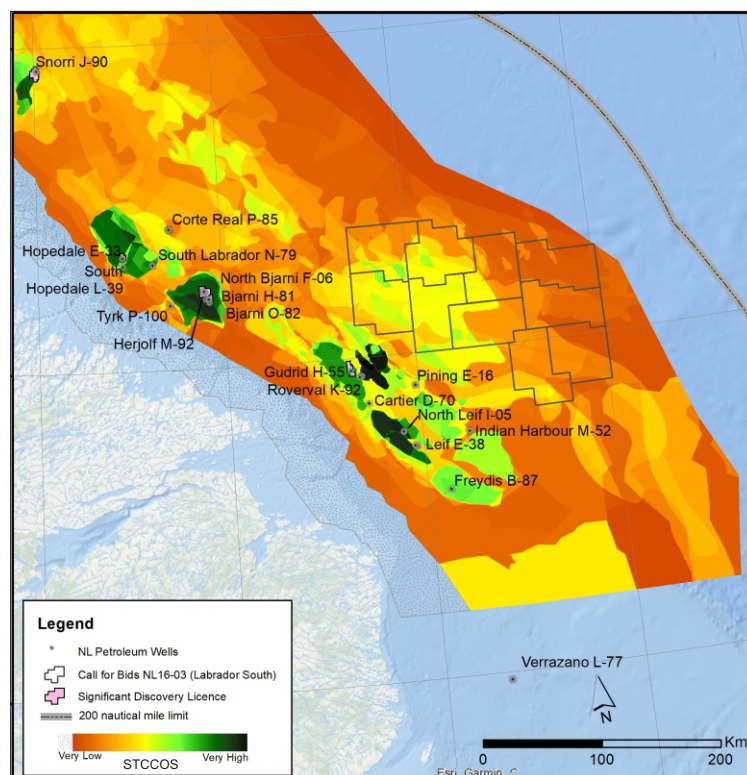 Snorri J-90
Corte Real P-85
Hopedale E-33
South Labrador N-79
South
Hopedale L-39
North Bjarni F-06
Bjarni H-81
Tyrk P-100
Bjarni O-82
Herjolf M-92
Gudrid H-55
Roverval K-92
Pining E-16
Cartier D-70
North Leif I-05
Indian Harbour M-52
Leif E-38
Freydis B-87
Legend
NL Petroleum Wells
Call for Bids NL16-03 (Labrador South)
Significant Discovery Licence
200 nautical mile limit
Very Low
Very High
STCCOS
Verrazano L-77
N
Km
0
100
200
Esri, Garmin, C